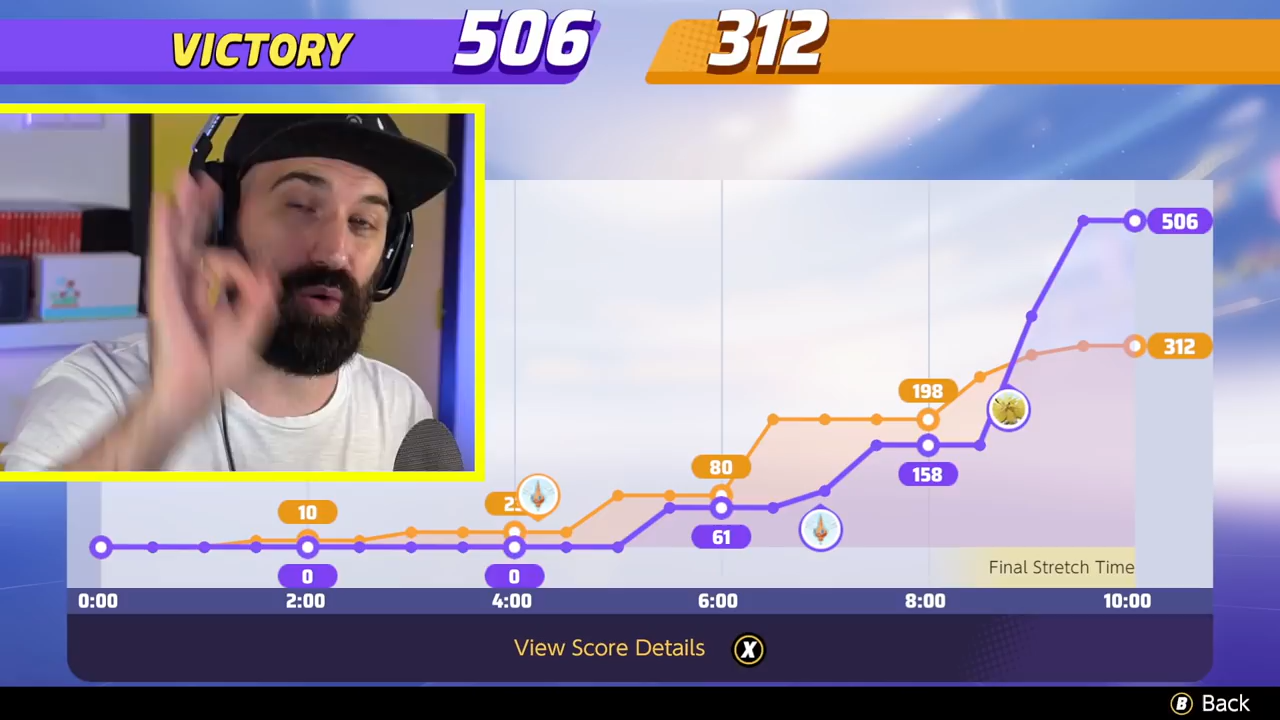 VICTORY 506 312
506
312
198
158
80
61
10
0
0
Final Stretch Time
0:00 2:00 4:00 6:00 8:00 10:00
View Score Details X
B Back